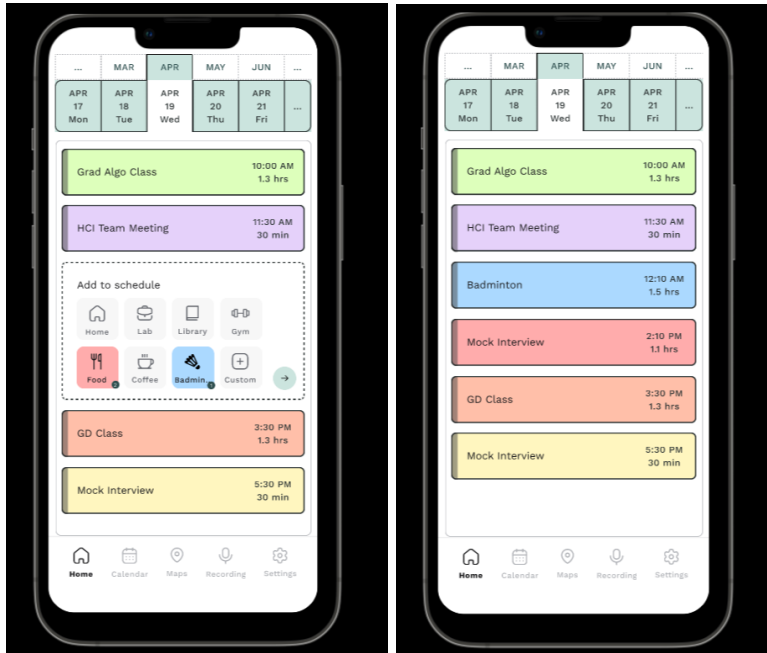 ... MAR APR MAY JUN ...
APR APR APR APR APR ...
17 18 19 20 21
Mon Tue Wed Thu Fri
Grad Algo Class 10:00 AM
1.3 hrs
HCI Team Meeting 11:30 AM
30 min
Add to schedule
Home Lab Library Gym
Food 2 Coffee Badmin... 1 Custom
GD Class 3:30 PM
1.3 hrs
Mock Interview 5:30 PM
30 min
Home Calendar Maps Recording Settings
... MAR APR MAY JUN ...
APR APR APR APR APR ...
17 18 19 20 21
Mon Tue Wed Thu Fri
Grad Algo Class 10:00 AM
1.3 hrs
HCI Team Meeting 11:30 AM
30 min
Badminton 12:10 AM
1.5 hrs
Mock Interview 2:10 PM
1.1 hrs
GD Class 3:30 PM
1.3 hrs
Mock Interview 5:30 PM
30 min
Home Calendar Maps Recording Settings